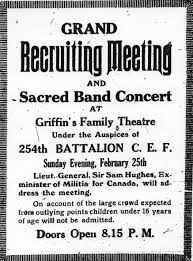 GRAND
Recruiting Meeting
AND
Sacred Band Concert
AT
Griffin's Family Theatre
Under the Auspices of
254th BATTALION C. E. F.
Sunday Evening, February 25th
Lieut.-General, Sir Sam Hughes, Ex-
minister of Militia for Canada, will ad-
dress the meeting.
On account of the large crowd expected
from outlying points children under 16 years
of age will not be admitted.
Doors Open 8.15 P. M.